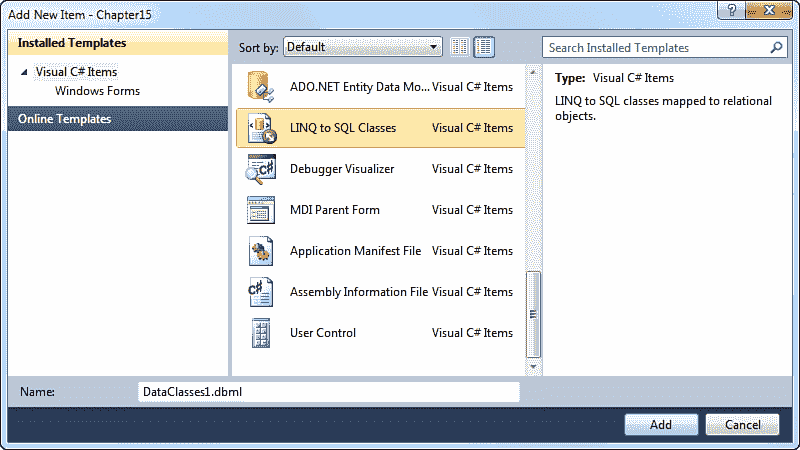 Add New Item - Chapter15
Installed Templates
Visual C# Items
Windows Forms
Online Templates
Sort by: Default
Search Installed Templates
ADO.NET Entity Data Mo... Visual C# Items
LINQ to SQL Classes Visual C# Items
Debugger Visualizer Visual C# Items
MDI Parent Form Visual C# Items
Application Manifest File Visual C# Items
Assembly Information File Visual C# Items
User Control Visual C# Items
Type: Visual C# Items
LINQ to SQL classes mapped to relational
objects.
Name: DataClasses1.dbml
Add Cancel